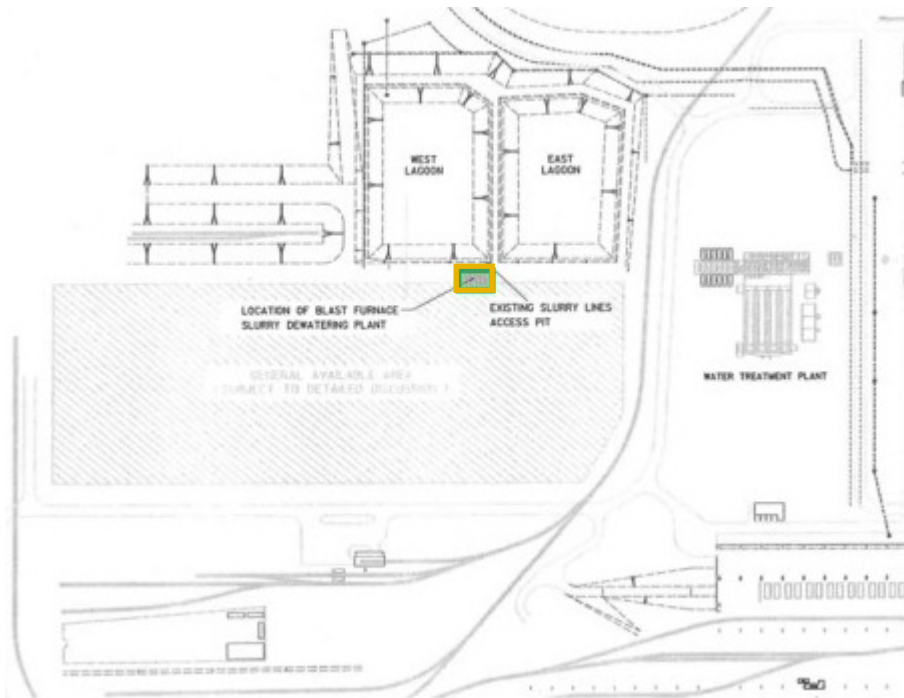 WEST
LAGOON
EAST
LAGOON
LOCATION OF BLAST FURNACE
SLURRY DEWATERING PLANT
EXISTING SLURRY LINES
ACCESS PIT
GENERAL AVAILABLE AREA
(SUBJECT TO DETAILED DISCUSSION)
WATER TREATMENT PLANT